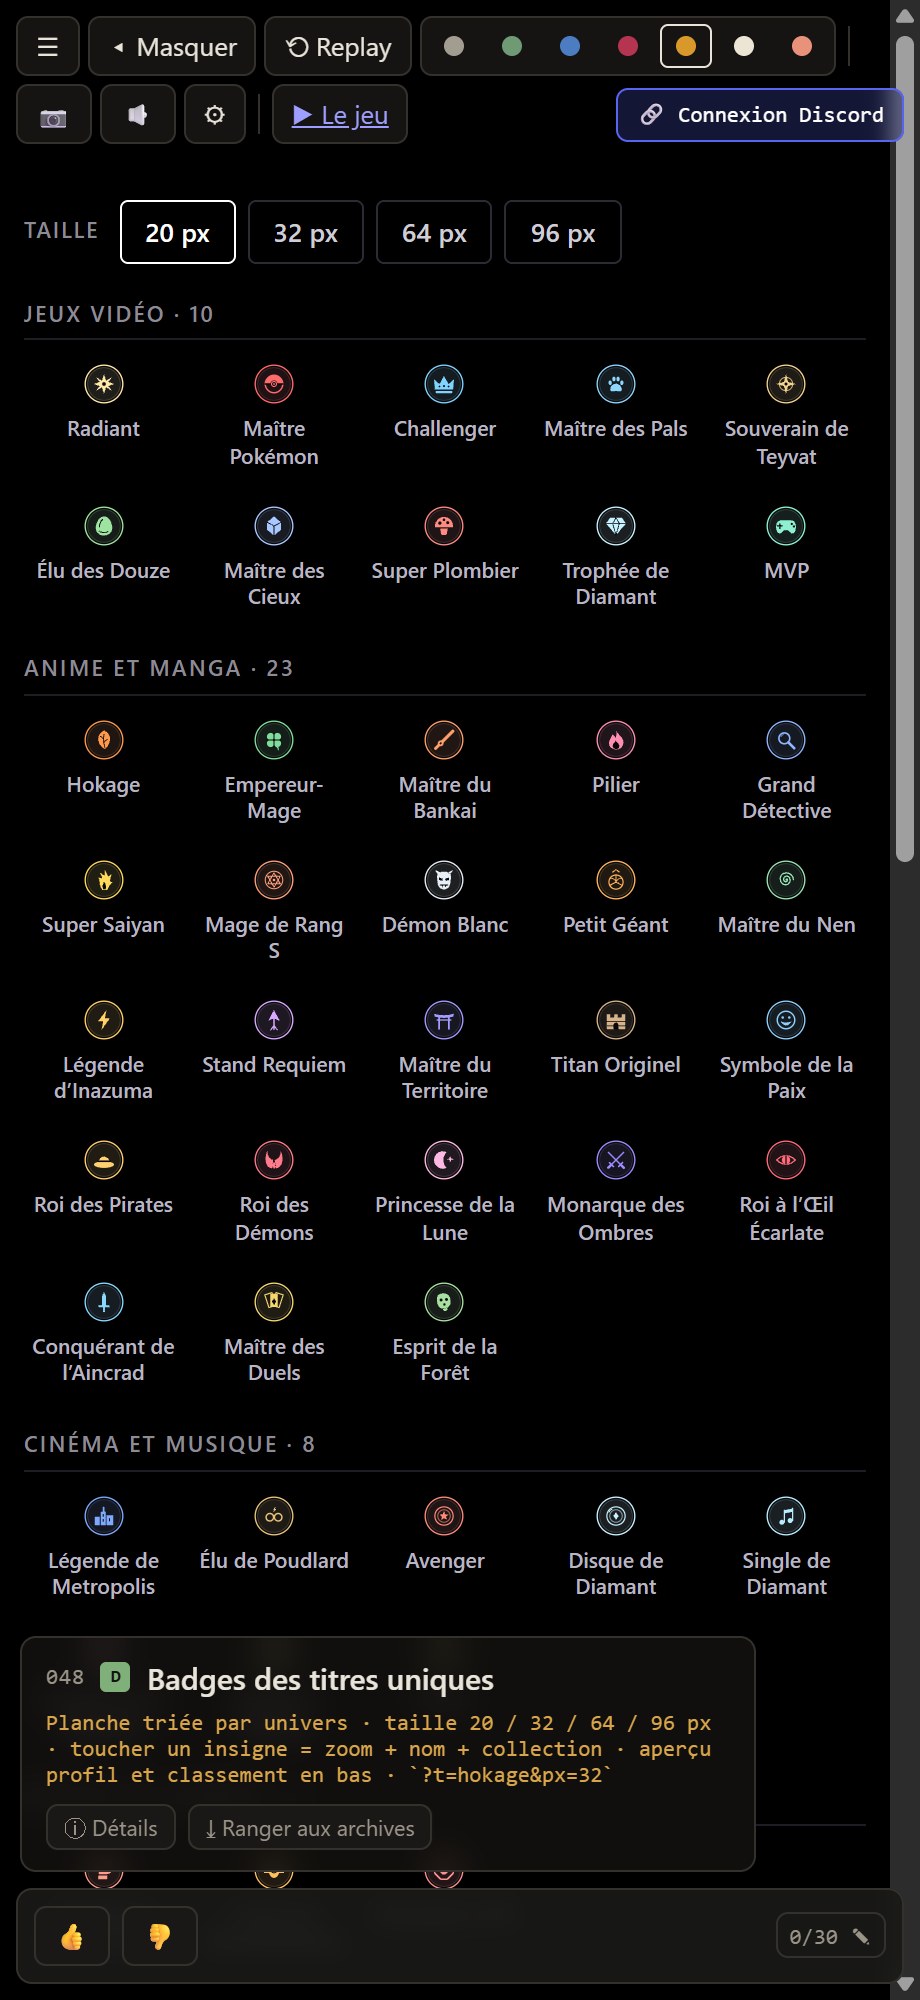 ☰ ◂ Masquer Replay
▶ Le jeu Connexion Discord
TAILLE 20 px 32 px 64 px 96 px
JEUX VIDÉO · 10
Radiant Maître Pokémon Challenger Maître des Pals Souverain de Teyvat
Élu des Douze Maître des Cieux Super Plombier Trophée de Diamant MVP
ANIME ET MANGA · 23
Hokage Empereur-Mage Maître du Bankai Pilier Grand Détective
Super Saiyan Mage de Rang S Démon Blanc Petit Géant Maître du Nen
Légende d’Inazuma Stand Requiem Maître du Territoire Titan Originel Symbole de la Paix
Roi des Pirates Roi des Démons Princesse de la Lune Monarque des Ombres Roi à l’Œil Écarlate
Conquérant de l’Aincrad Maître des Duels Esprit de la Forêt
CINÉMA ET MUSIQUE · 8
Légende de Metropolis Élu de Poudlard Avenger Disque de Diamant Single de Diamant
048 D Badges des titres uniques
Planche triée par univers · taille 20 / 32 / 64 / 96 px
· toucher un insigne = zoom + nom + collection · aperçu
profil et classement en bas · `?t=hokage&px=32`
ⓘ Détails ⤓ Ranger aux archives
0/30